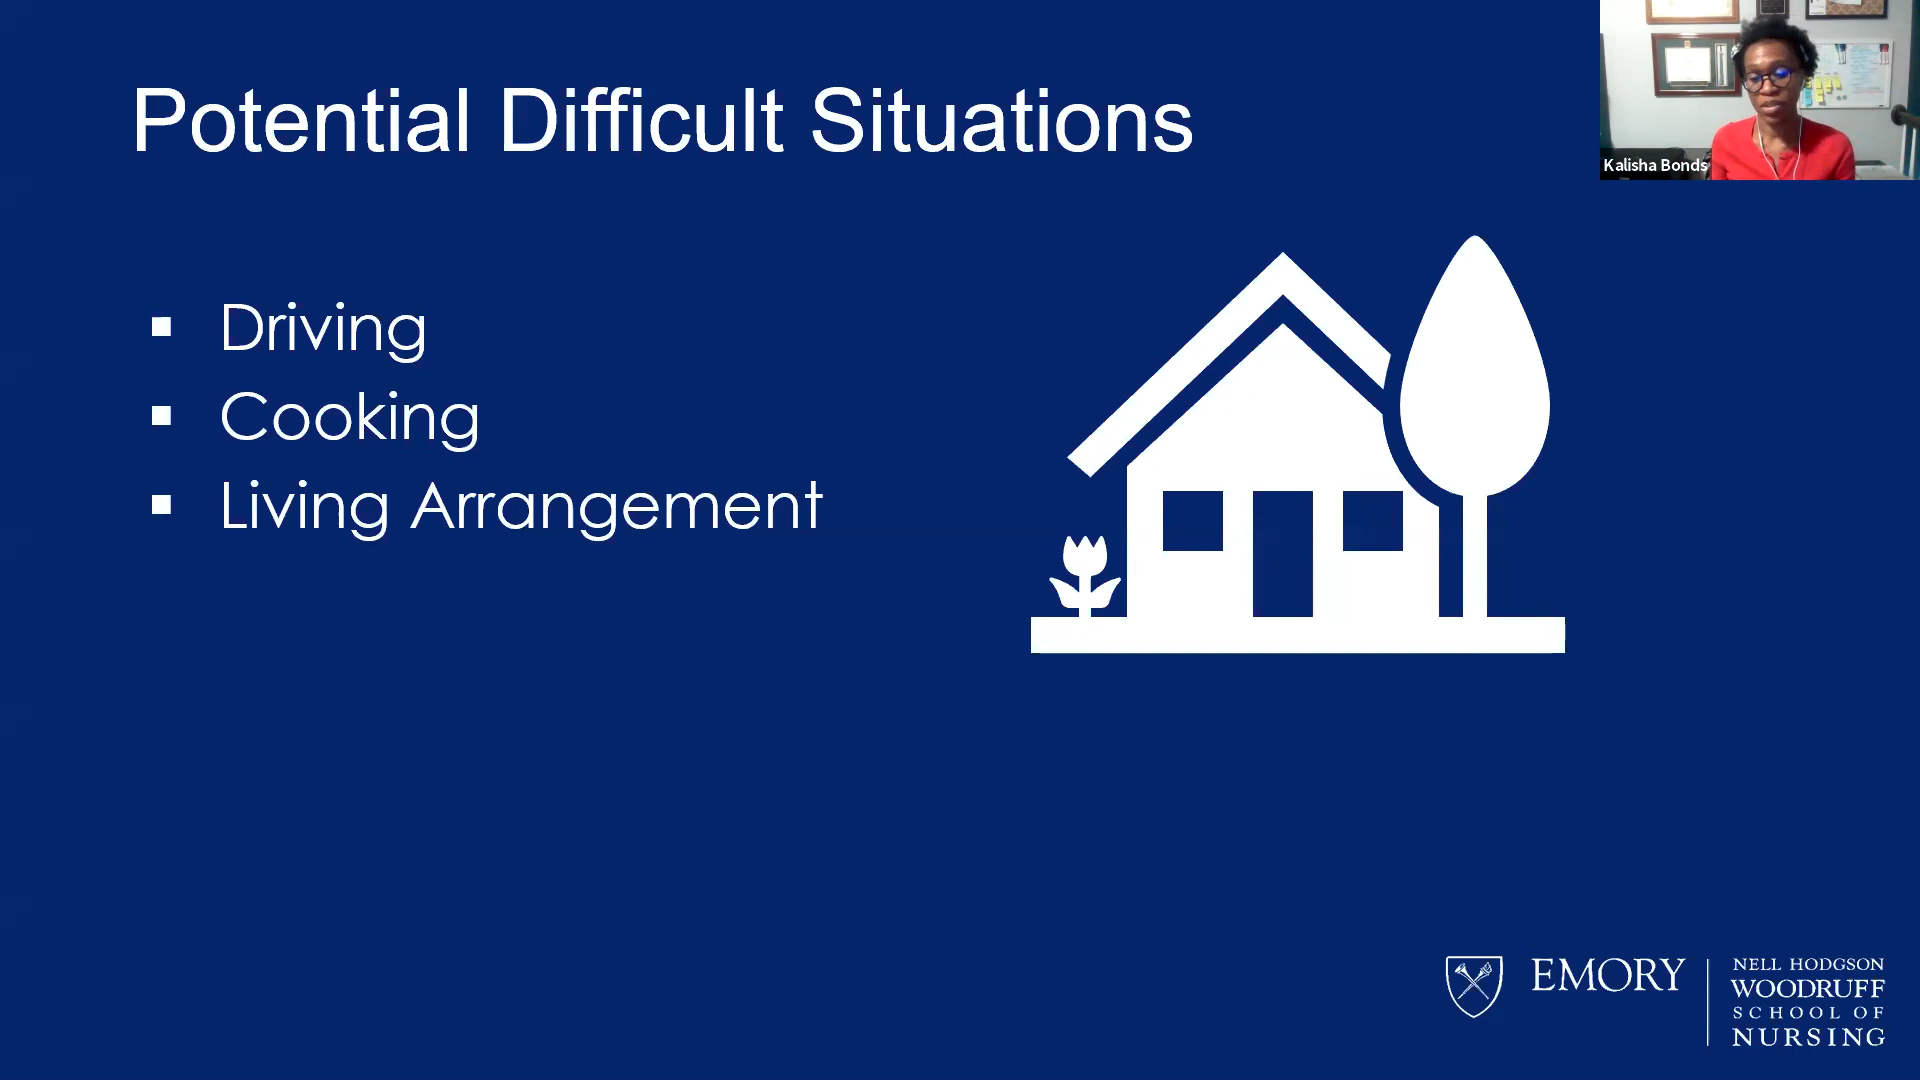 Potential Difficult Situations
Kalisha Bonds
Driving
Cooking
Living Arrangement
EMORY
NELL HODGSON
WOODRUFF
SCHOOL OF
NURSING